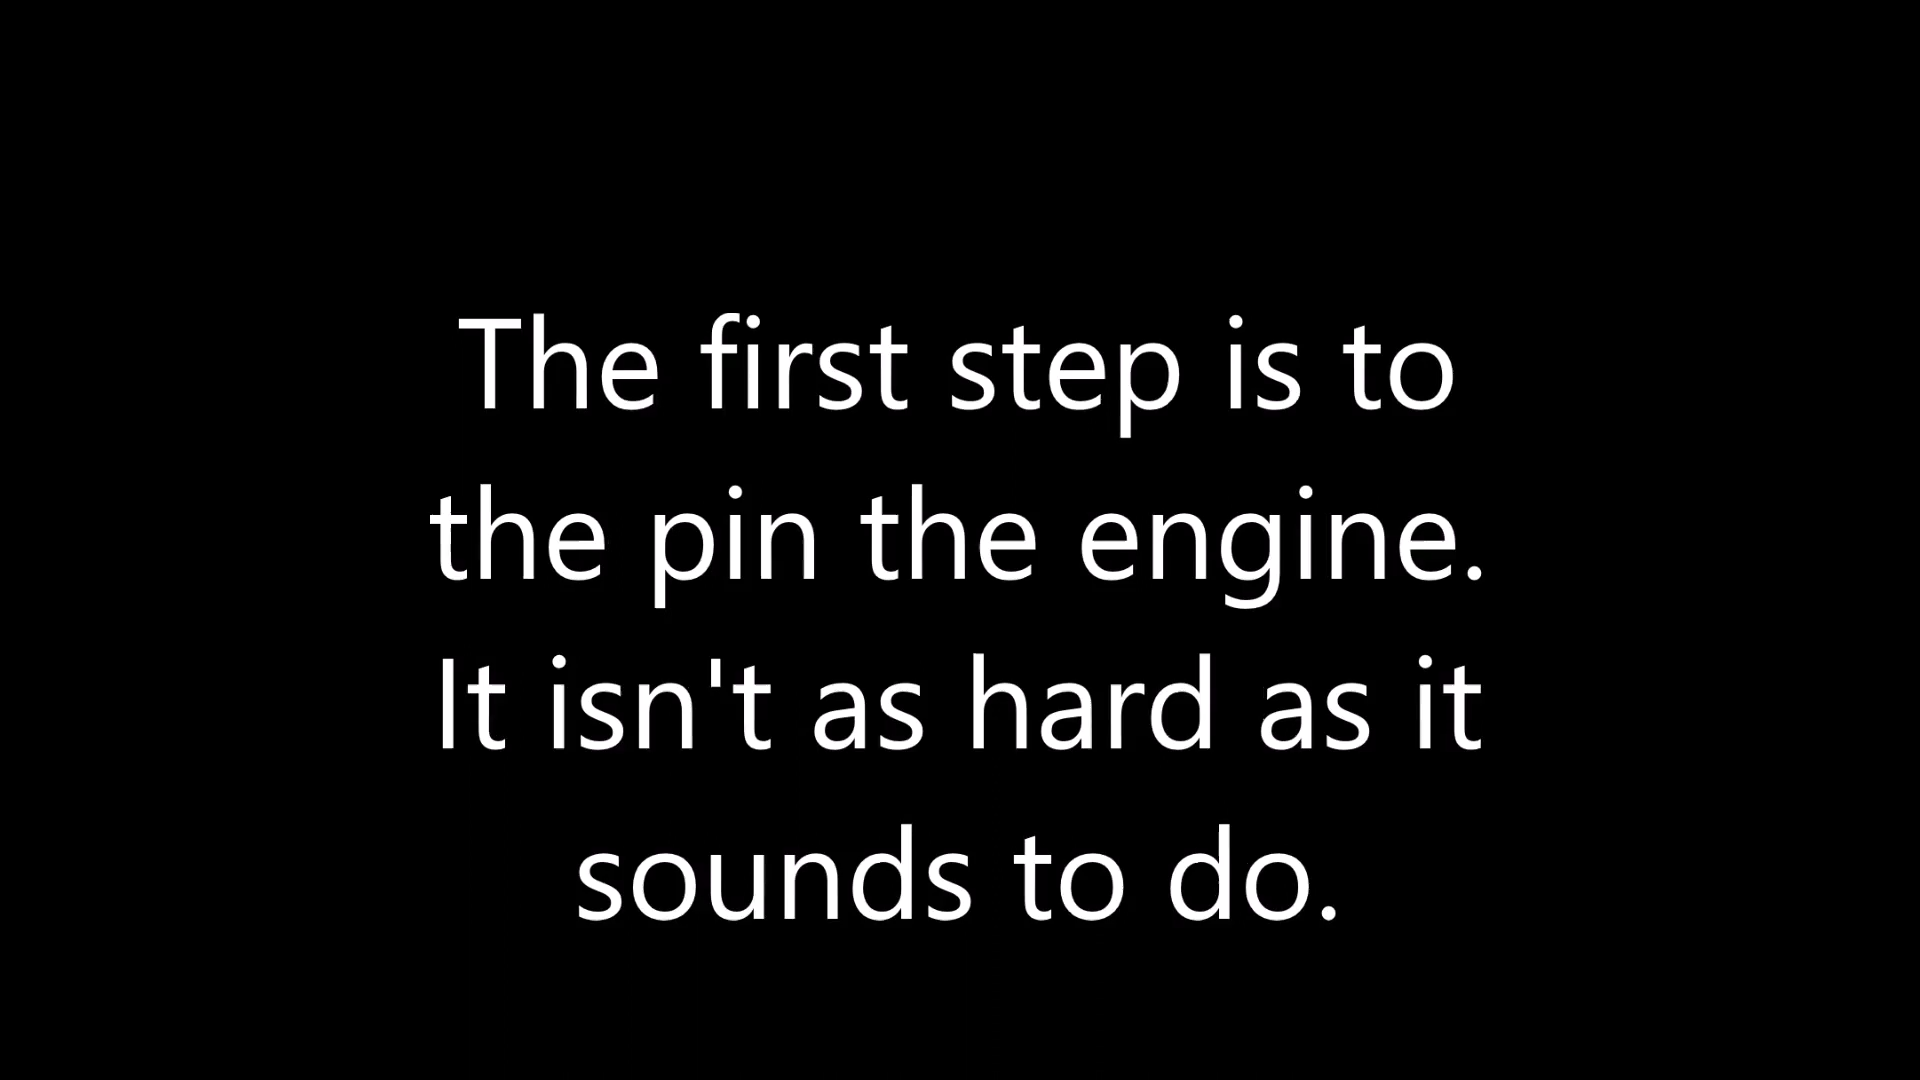 The first step is to
the pin the engine.
It isn't as hard as it
sounds to do.